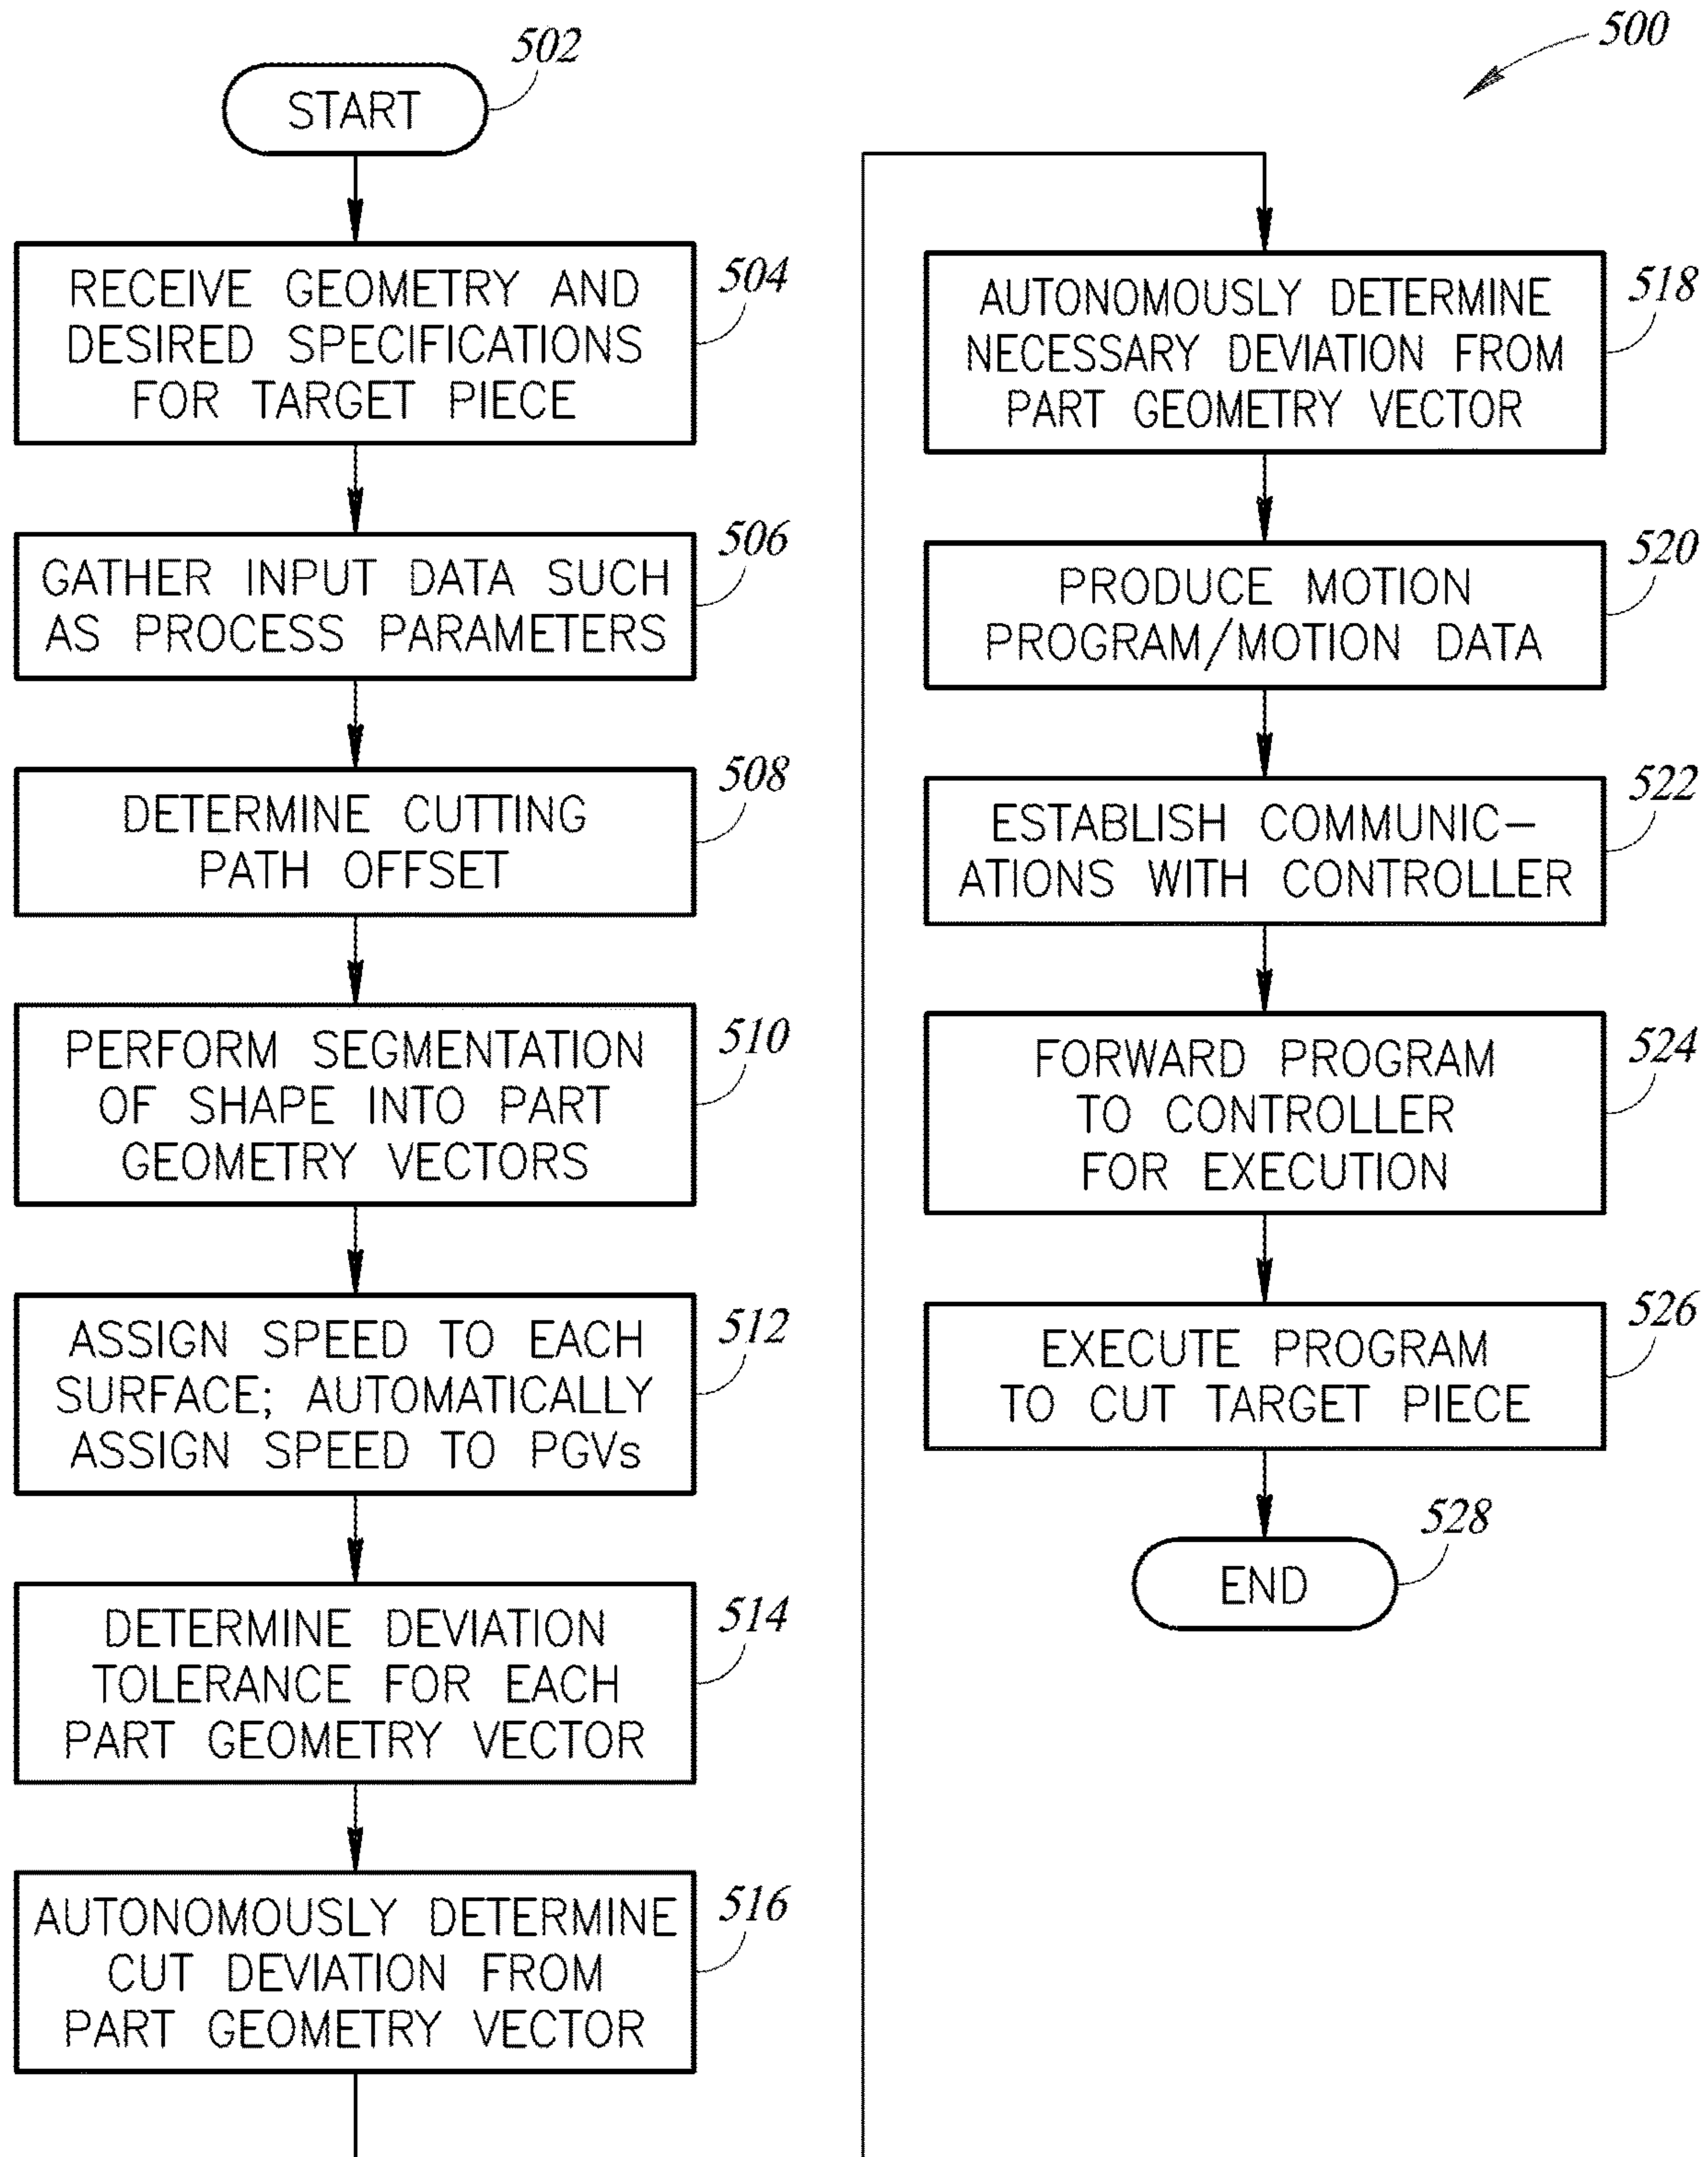 500
502
START
504
RECEIVE GEOMETRY AND
DESIRED SPECIFICATIONS
FOR TARGET PIECE
506
GATHER INPUT DATA SUCH
AS PROCESS PARAMETERS
508
DETERMINE CUTTING
PATH OFFSET
510
PERFORM SEGMENTATION
OF SHAPE INTO PART
GEOMETRY VECTORS
512
ASSIGN SPEED TO EACH
SURFACE; AUTOMATICALLY
ASSIGN SPEED TO PGVs
514
DETERMINE DEVIATION
TOLERANCE FOR EACH
PART GEOMETRY VECTOR
516
AUTONOMOUSLY DETERMINE
CUT DEVIATION FROM
PART GEOMETRY VECTOR
518
AUTONOMOUSLY DETERMINE
NECESSARY DEVIATION FROM
PART GEOMETRY VECTOR
520
PRODUCE MOTION
PROGRAM/MOTION DATA
522
ESTABLISH COMMUNIC–
ATIONS WITH CONTROLLER
524
FORWARD PROGRAM
TO CONTROLLER
FOR EXECUTION
526
EXECUTE PROGRAM
TO CUT TARGET PIECE
528
END